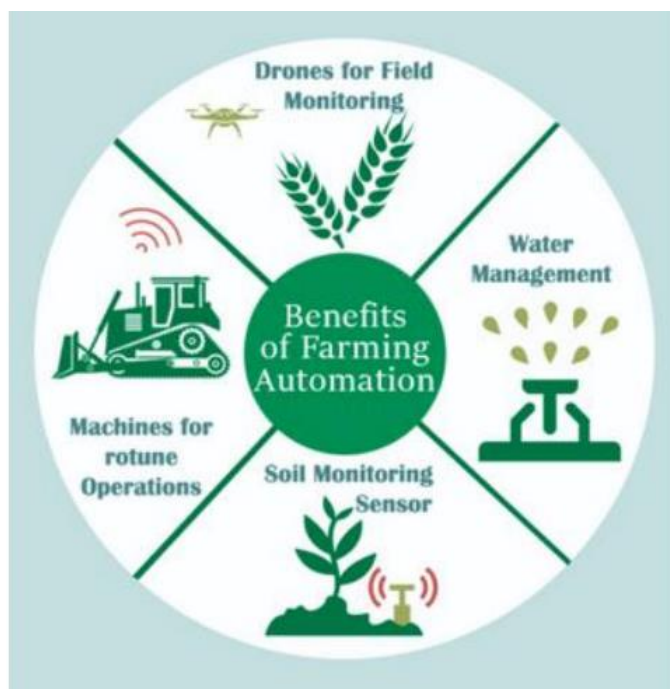 Drones for Field
Monitoring
Water
Management
Benefits
of Farming
Automation
Machines for
rotune
Operations
Soil Monitoring
Sensor